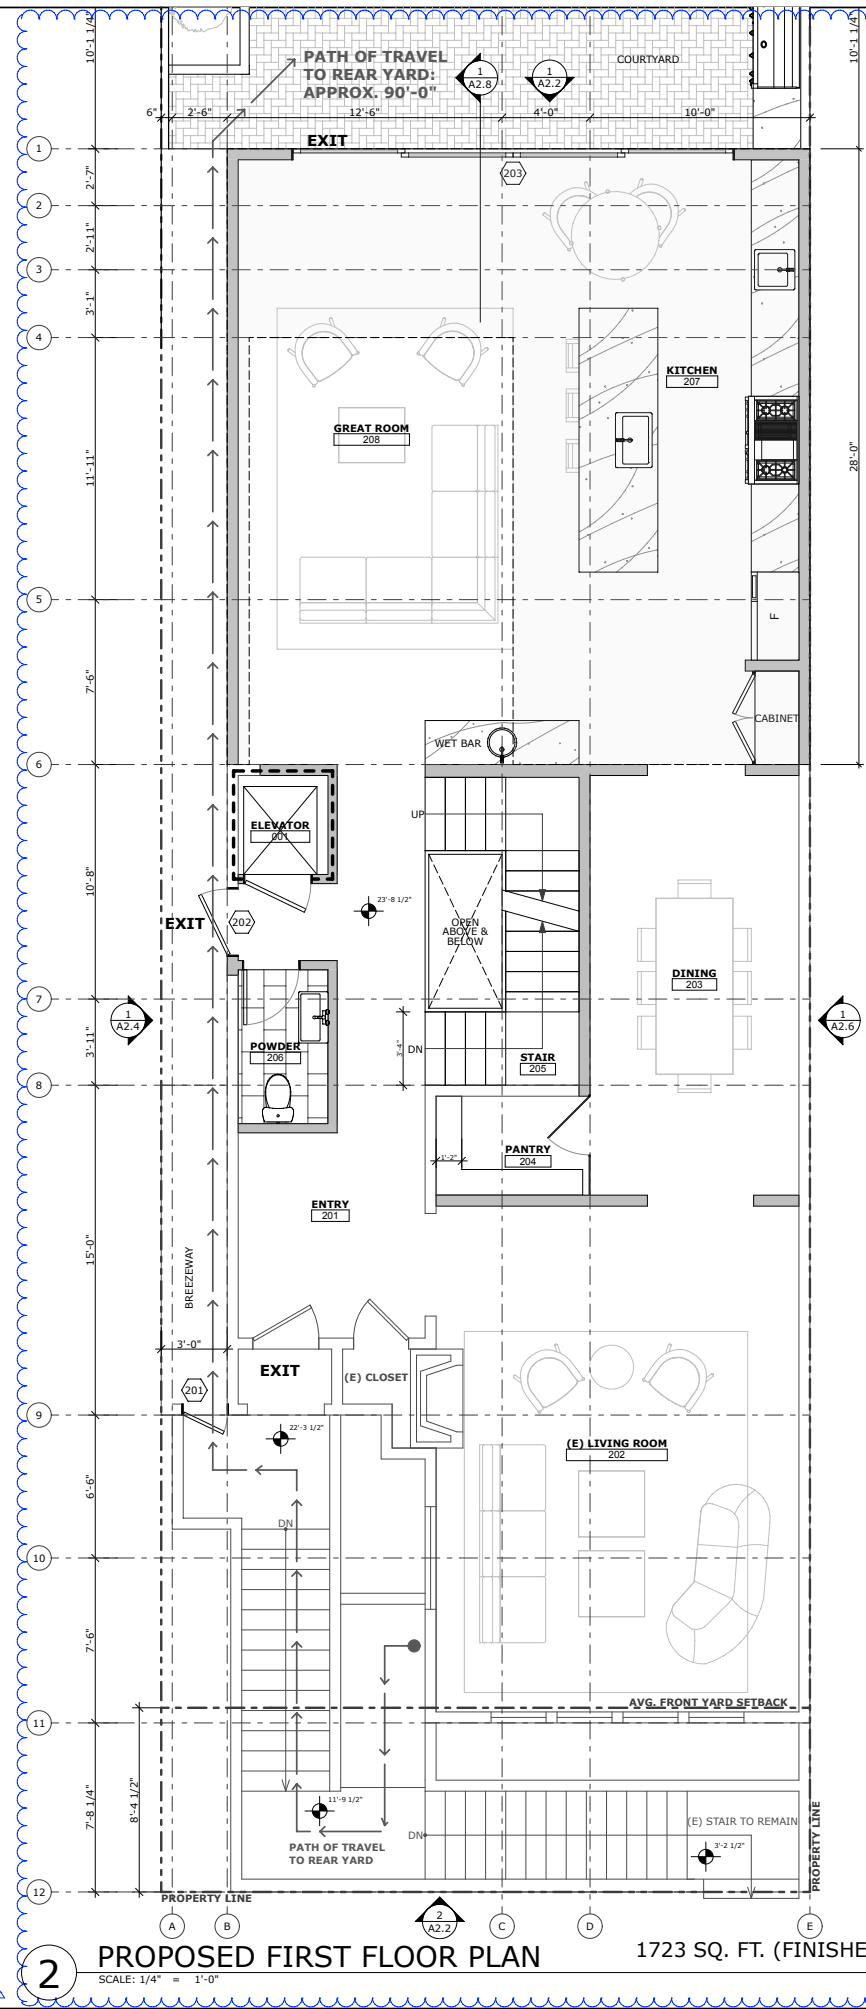 10'-1 1/4"
10'-1 1/4"
PATH OF TRAVEL
TO REAR YARD:
APPROX. 90'-0"
1
A2.8
1
A2.2
COURTYARD
6"
2'-6"
12'-6"
4'-0"
10'-0"
EXIT
1
203
2'-7"
2
2'-11"
3
3'-1"
4
KITCHEN
207
GREAT ROOM
208
11'-11"
28'-0"
5
F
7'-6"
CABINET
WET BAR
6
UP
ELEVATOR
001
10'-8"
23'-8 1/2"
EXIT
202
OPEN
ABOVE &
BELOW
DINING
203
7
1
A2.4
1
A2.6
3'-11"
POWDER
206
3'-4"
DN
STAIR
205
8
PANTRY
204
1'-2"
ENTRY
201
15'-0"
BREEZEWAY
3'-0"
EXIT
(E) CLOSET
201
9
22'-3 1/2"
(E) LIVING ROOM
202
6'-6"
DN
10
7'-6"
AVG. FRONT YARD SETBACK
11
7'-8 1/4"
8'-4 1/2"
11'-9 1/2"
(E) STAIR TO REMAIN
DN
3'-2 1/2"
PATH OF TRAVEL
TO REAR YARD
PROPERTY LINE
12
PROPERTY LINE
A
B
2
A2.2
C
D
E
2
PROPOSED FIRST FLOOR PLAN
1723 SQ. FT. (FINISHE
SCALE: 1/4" = 1'-0"